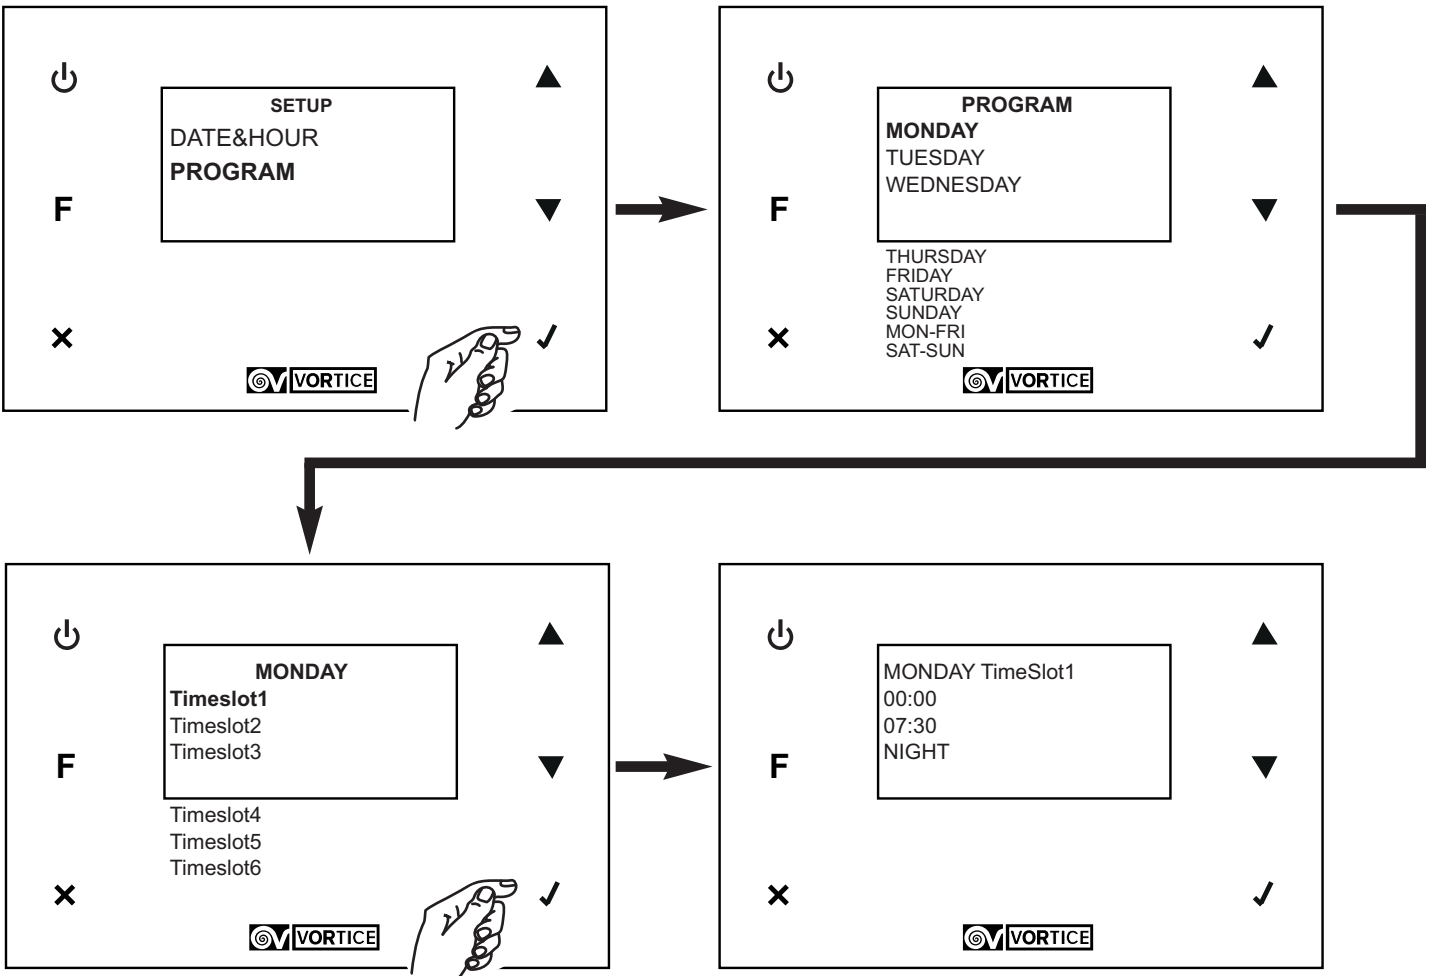 SETUP
DATE&HOUR
PROGRAM
F
VORTICE
PROGRAM
MONDAY
TUESDAY
WEDNESDAY
THURSDAY
FRIDAY
SATURDAY
SUNDAY
MON-FRI
SAT-SUN
F
VORTICE
MONDAY
Timeslot1
Timeslot2
Timeslot3
Timeslot4
Timeslot5
Timeslot6
F
VORTICE
MONDAY TimeSlot1
00:00
07:30
NIGHT
F
VORTICE